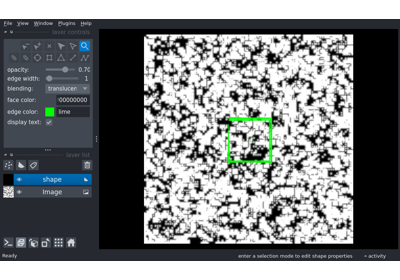 File View Window Plugins Help
layer controls
opacity: 0.70
edge width: 1
blending: translucen
face color: 00000000
edge color: lime
display text:
layer list
shape
Image
Ready
enter a selection mode to edit shape properties
activity